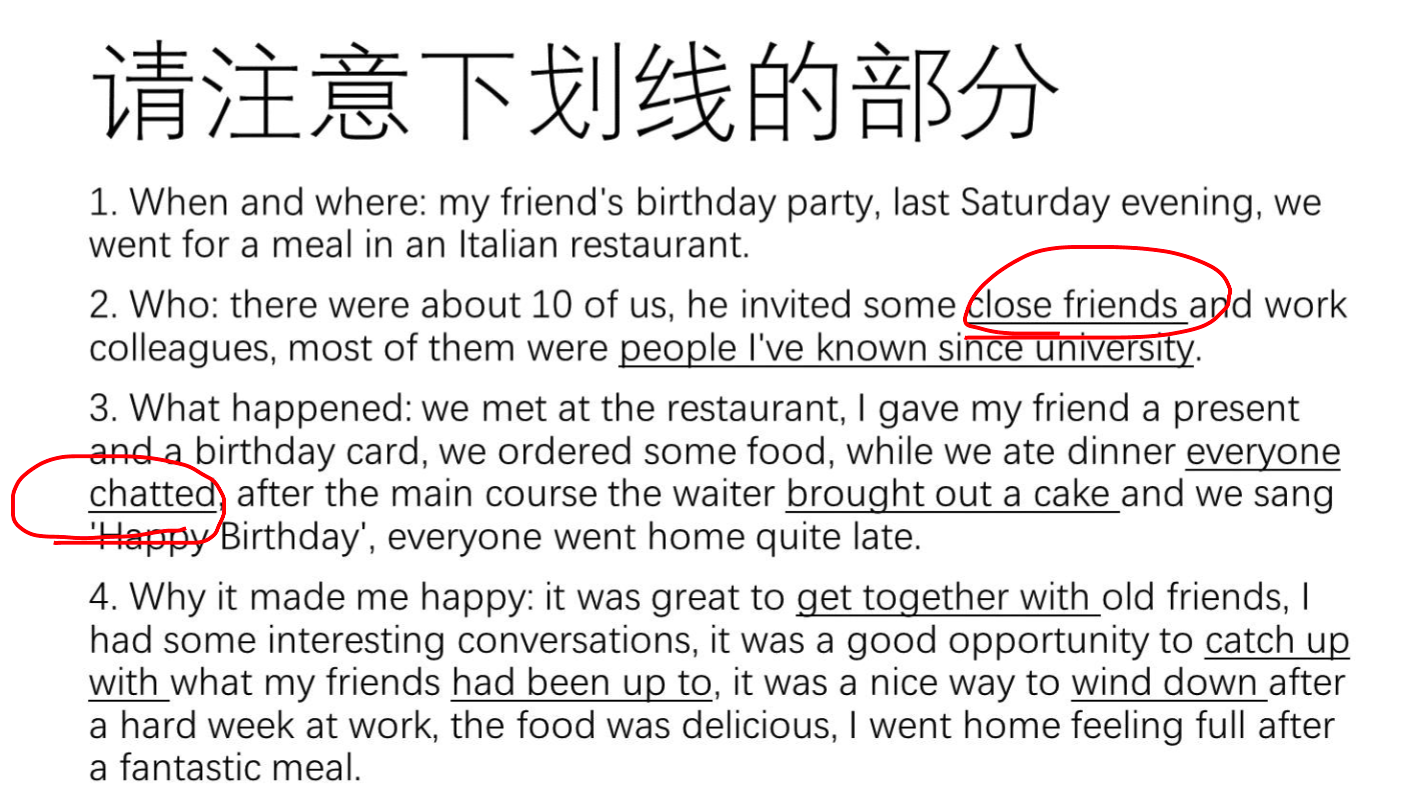 请注意下划线的部分
1. When and where: my friend's birthday party, last Saturday evening, we
went for a meal in an Italian restaurant.
2. Who: there were about 10 of us, he invited some close friends and work
colleagues, most of them were people I've known since university.
3. What happened: we met at the restaurant, I gave my friend a present
and a birthday card, we ordered some food, while we ate dinner everyone
chatted, after the main course the waiter brought out a cake and we sang
'Happy Birthday', everyone went home quite late.
4. Why it made me happy: it was great to get together with old friends, I
had some interesting conversations, it was a good opportunity to catch up
with what my friends had been up to, it was a nice way to wind down after
a hard week at work, the food was delicious, I went home feeling full after
a fantastic meal.